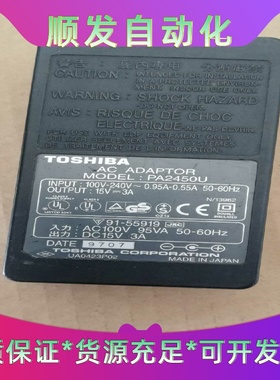 顺发自动化
WARNING: SHOCK HAZARD
AVIS: RISQUE DE CHOC
ELECTRIQUE
TOSHIBA
AC ADAPTOR
MODEL: PA2450U
INPUT: 100V-240V ~ 0.95A-0.55A 50-60Hz
OUTPUT: 15V ⎓ 3A
N/13962
91-55919
入力: AC100V 95VA 50-60Hz
出力: DC15V 3A
DATE 9707
TOSHIBA CORPORATION
UA0423P02 MADE IN JAPAN
质保证*货源充足*可开发